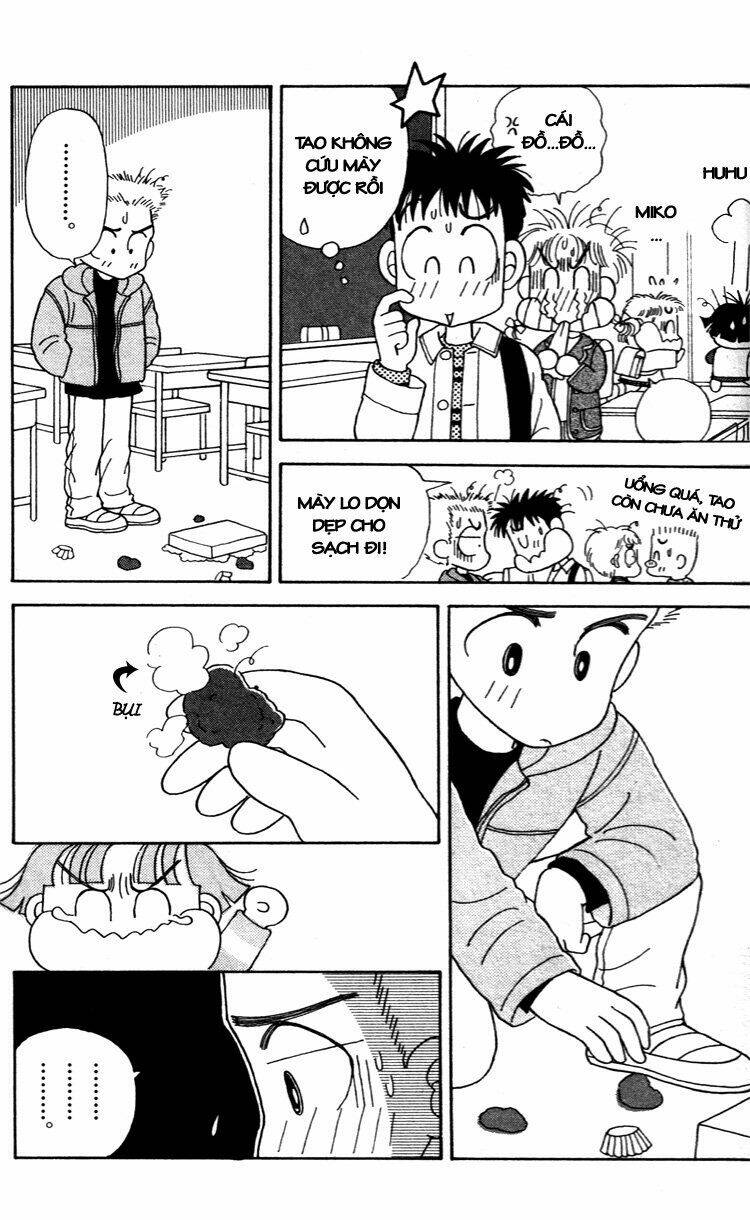 CÁI
ĐỒ...ĐỒ...
HUHU
MIKO
...
TAO KHÔNG
CỨU MÀY
ĐƯỢC RỒI
.........。
UỔNG QUÁ, TAO
CÒN CHƯA ĂN THỬ
MÀY LO DỌN
DẸP CHO
SẠCH ĐI!
BỤI
.........
.........
.........。